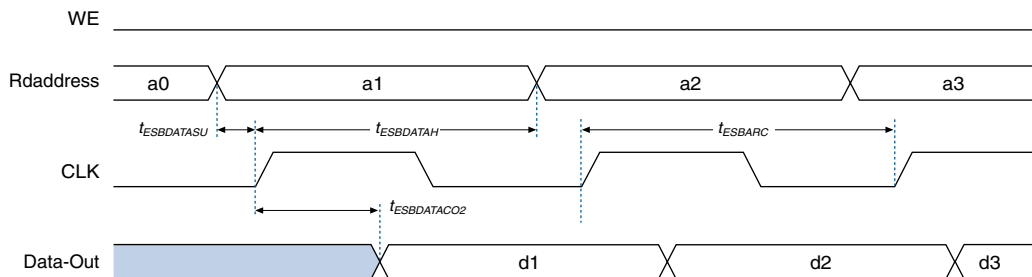 WE
Rdaddress a0 a1 a2 a3
tESBDATASU tESBDATAH tESBARC
CLK
tESBDATACO2
Data-Out d1 d2 d3